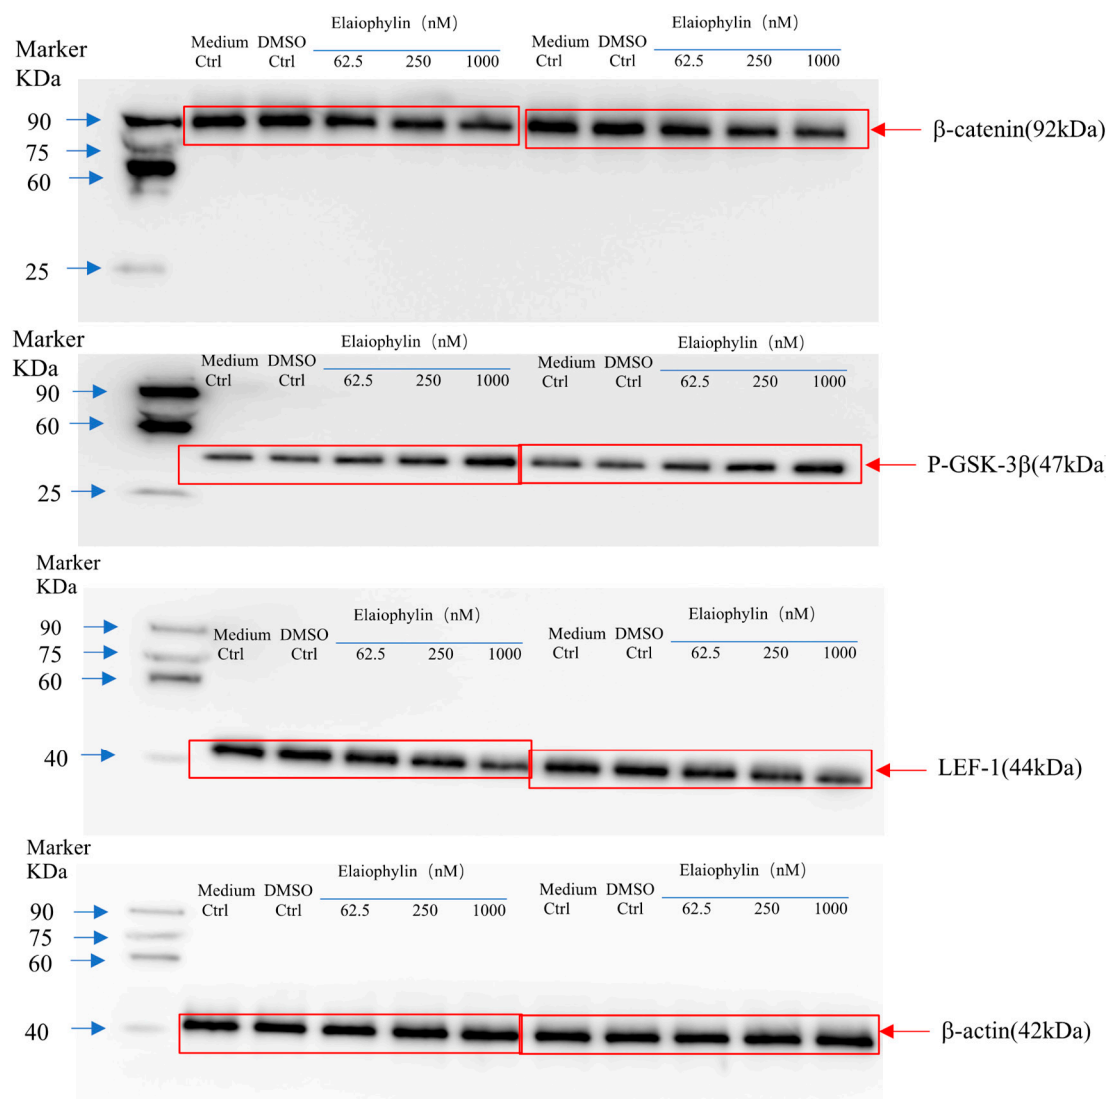 Elaiophylin (nM) Elaiophylin (nM)
Marker Medium DMSO Medium DMSO
KDa Ctrl Ctrl 62.5 250 1000 Ctrl Ctrl 62.5 250 1000
90 β-catenin(92kDa)
75
60
25
Marker Elaiophylin (nM) Elaiophylin (nM)
KDa Medium DMSO Medium DMSO
Ctrl Ctrl 62.5 250 1000 Ctrl Ctrl 62.5 250 1000
90
60
P-GSK-3β(47kDa
25
Marker
KDa
Elaiophylin (nM) Elaiophylin (nM)
90 Medium DMSO Medium DMSO
75 Ctrl Ctrl 62.5 250 1000 Ctrl Ctrl 62.5 250 1000
60
40 LEF-1(44kDa)
Marker
KDa Elaiophylin (nM) Elaiophylin (nM)
Medium DMSO Medium DMSO
90 Ctrl Ctrl 62.5 250 1000 Ctrl Ctrl 62.5 250 1000
75
60
40 β-actin(42kDa)